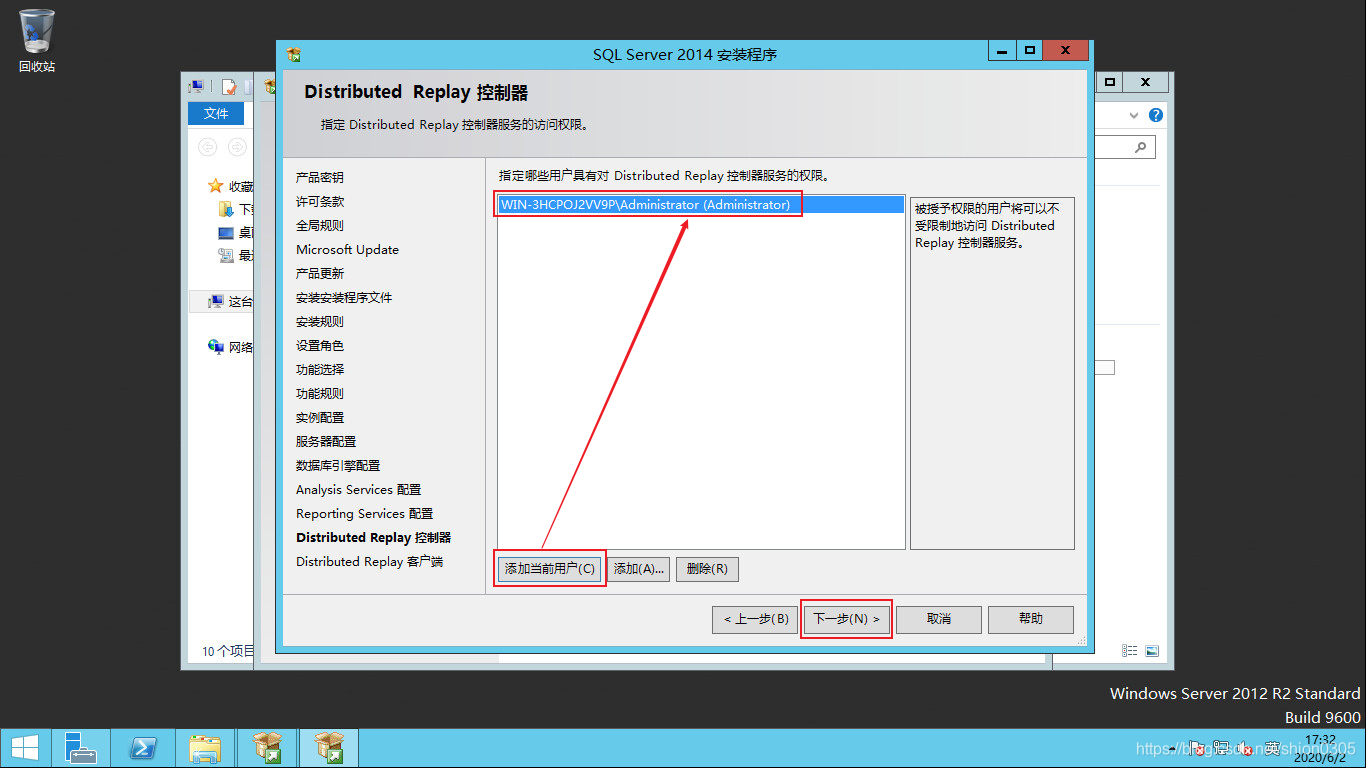 回收站
SQL Server 2014 安装程序
文件
收藏
桌
最近
这台
网络
10 个项目
Distributed Replay 控制器
指定 Distributed Replay 控制器服务的访问权限。
产品密钥
许可条款
全局规则
Microsoft Update
产品更新
安装安装程序文件
安装规则
设置角色
功能选择
功能规则
实例配置
服务器配置
数据库引擎配置
Analysis Services 配置
Reporting Services 配置
Distributed Replay 控制器
Distributed Replay 客户端
指定哪些用户具有对 Distributed Replay 控制器服务的权限。
WIN-3HCPOJ2VV9P\Administrator (Administrator)
被授予权限的用户将可以不
受限制地访问 Distributed
Replay 控制器服务。
添加当前用户(C)
添加(A)...
删除(R)
< 上一步(B)
下一步(N) >
取消
帮助
Windows Server 2012 R2 Standard
Build 9600
英
17:32
2020/6/2